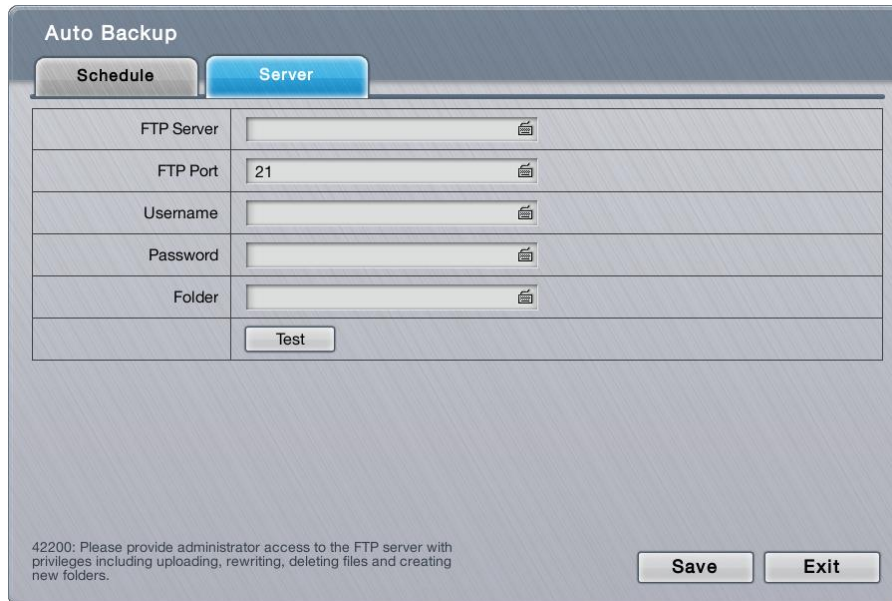 Auto Backup
Schedule
Server
FTP Server
FTP Port
21
Username
Password
Folder
Test
42200: Please provide administrator access to the FTP server with
privileges including uploading, rewriting, deleting files and creating
new folders.
Save
Exit